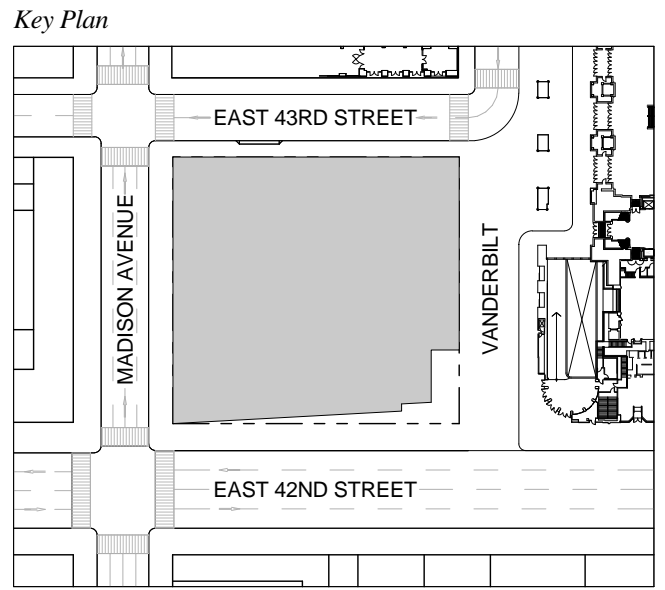 Key Plan
EAST 43RD STREET
MADISON AVENUE
VANDERBILT
EAST 42ND STREET